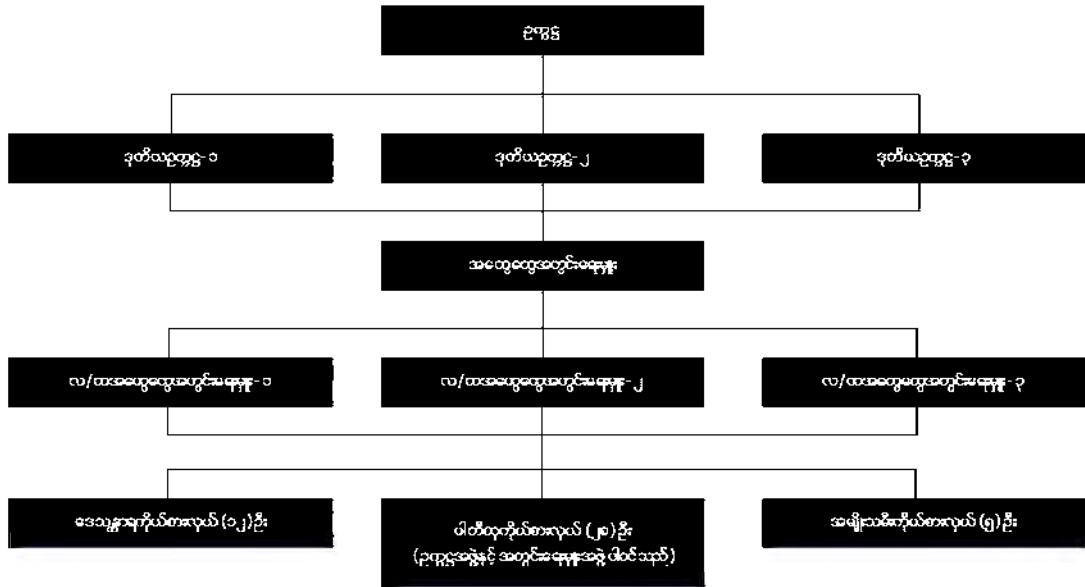 ဥက္ကဋ္ဌ
ဒုတိယဥက္ကဋ္ဌ-၁
ဒုတိယဥက္ကဋ္ဌ-၂
ဒုတိယဥက္ကဋ္ဌ-၃
အထွေထွေအတွင်းရေးမှူး
လ/ထအထွေထွေအတွင်းရေးမှူး-၁
လ/ထအထွေထွေအတွင်းရေးမှူး-၂
လ/ထအထွေထွေအတွင်းရေးမှူး-၃
ဒေသန္တာရကိုယ်စားလှယ် (၁၂)ဦး
ပါတီထုကိုယ်စားလှယ် (၂၈)ဦး
(ဥက္ကဋ္ဌအဖွဲ့နှင့် အတွင်းရေးမှူးအဖွဲ့ ပါဝင်သည်)
အမျိုးသမီးကိုယ်စားလှယ် (၅)ဦး